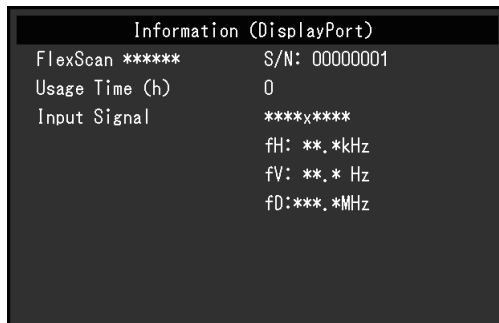 Information (DisplayPort)
FlexScan ****** S/N: 00000001
Usage Time (h) 0
Input Signal ****x****
fH: **.*kHz
fV: **.* Hz
fD:***.*MHz